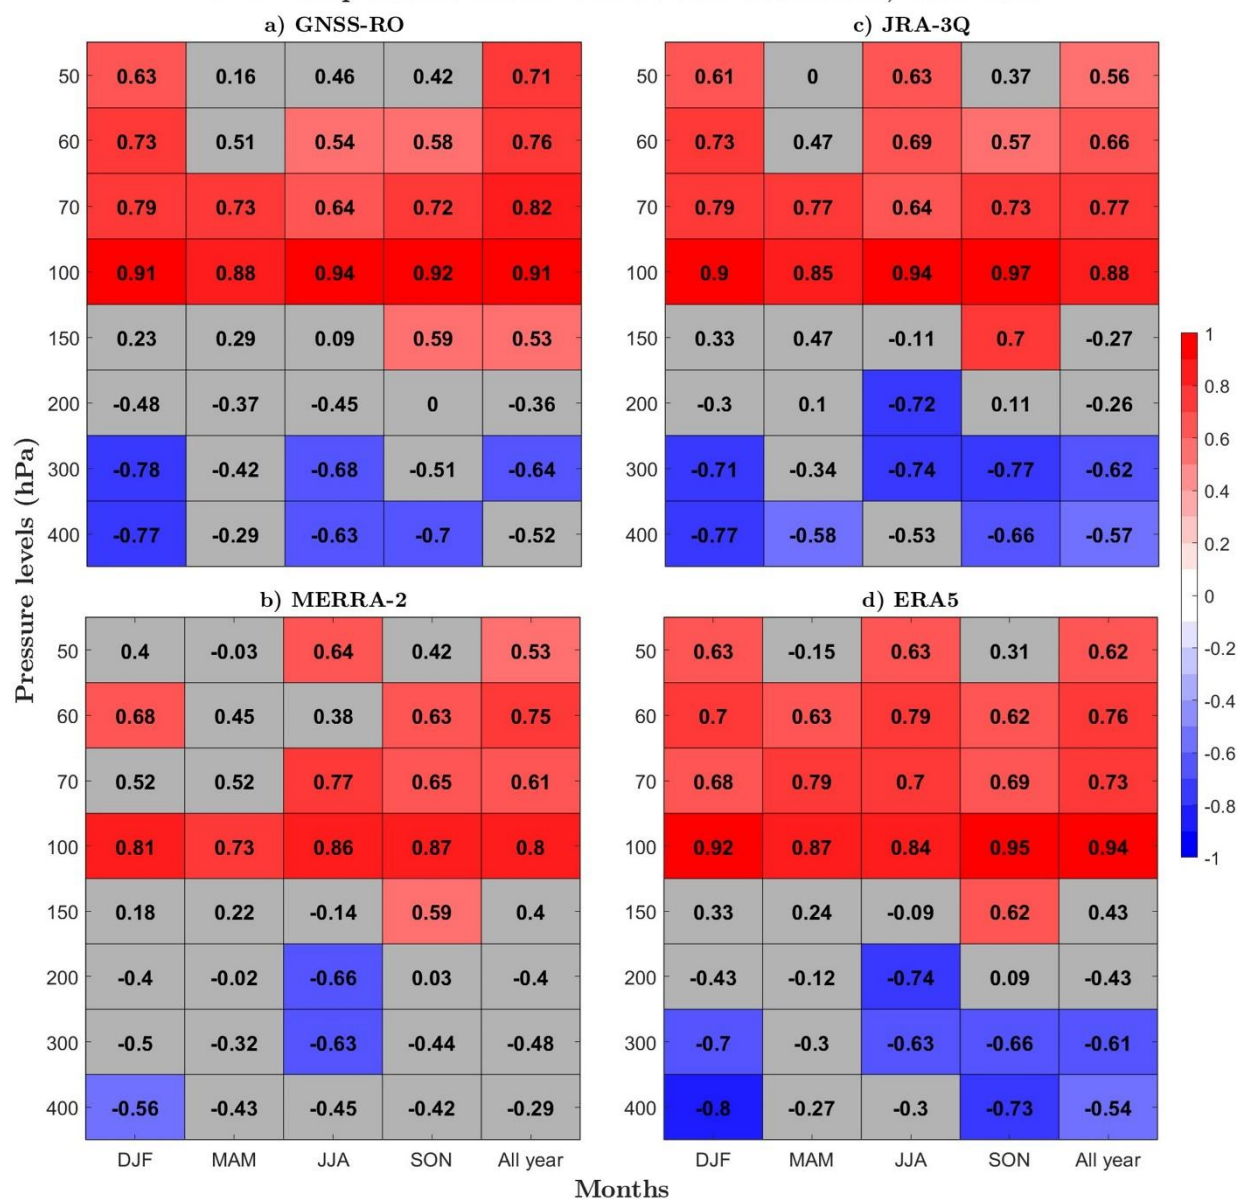 a) GNSS-RO
50 0.63 0.16 0.46 0.42 0.71
60 0.73 0.51 0.54 0.58 0.76
70 0.79 0.73 0.64 0.72 0.82
100 0.91 0.88 0.94 0.92 0.91
150 0.23 0.29 0.09 0.59 0.53
200 -0.48 -0.37 -0.45 0 -0.36
300 -0.78 -0.42 -0.68 -0.51 -0.64
400 -0.77 -0.29 -0.63 -0.7 -0.52
c) JRA-3Q
0.61 0 0.63 0.37 0.56
0.73 0.47 0.69 0.57 0.66
0.79 0.77 0.64 0.73 0.77
0.9 0.85 0.94 0.97 0.88
0.33 0.47 -0.11 0.7 -0.27
-0.3 0.1 -0.72 0.11 -0.26
-0.71 -0.34 -0.74 -0.77 -0.62
-0.77 -0.58 -0.53 -0.66 -0.57
b) MERRA-2
50 0.4 -0.03 0.64 0.42 0.53
60 0.68 0.45 0.38 0.63 0.75
70 0.52 0.52 0.77 0.65 0.61
100 0.81 0.73 0.86 0.87 0.8
150 0.18 0.22 -0.14 0.59 0.4
200 -0.4 -0.02 -0.66 0.03 -0.4
300 -0.5 -0.32 -0.63 -0.44 -0.48
400 -0.56 -0.43 -0.45 -0.42 -0.29
DJF MAM JJA SON All year
d) ERA5
50 0.63 -0.15 0.63 0.31 0.62
60 0.7 0.63 0.79 0.62 0.76
70 0.68 0.79 0.7 0.69 0.73
100 0.92 0.87 0.84 0.95 0.94
150 0.33 0.24 -0.09 0.62 0.43
200 -0.43 -0.12 -0.74 0.09 -0.43
300 -0.7 -0.3 -0.63 -0.66 -0.61
400 -0.8 -0.27 -0.3 -0.73 -0.54
DJF MAM JJA SON All year
Pressure levels (hPa)
Months
1
0.8
0.6
0.4
0.2
0
-0.2
-0.4
-0.6
-0.8
-1